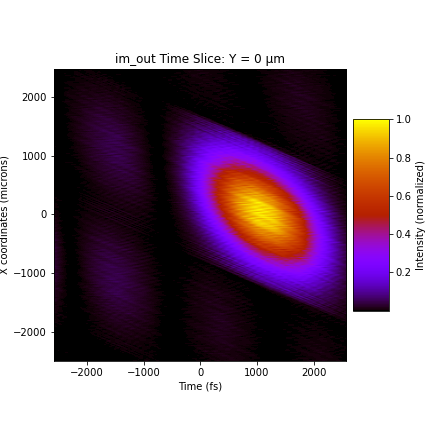 im_out Time Slice: Y = 0 μm
X coordinates (microns)
2000
1000
0
−1000
−2000
−2000 −1000 0 1000 2000
Time (fs)
1.0
0.8
0.6
0.4
0.2
Intensity (normalized)